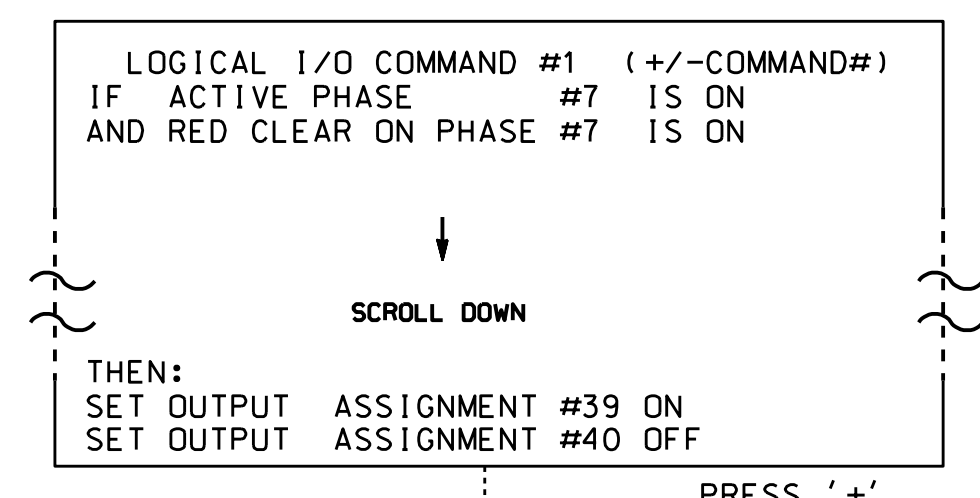 LOGICAL I/O COMMAND #1 (+/-COMMAND#)
IF ACTIVE PHASE #7 IS ON
AND RED CLEAR ON PHASE #7 IS ON
SCROLL DOWN
THEN:
SET OUTPUT ASSIGNMENT #39 ON
SET OUTPUT ASSIGNMENT #40 OFF
PRESS '+'